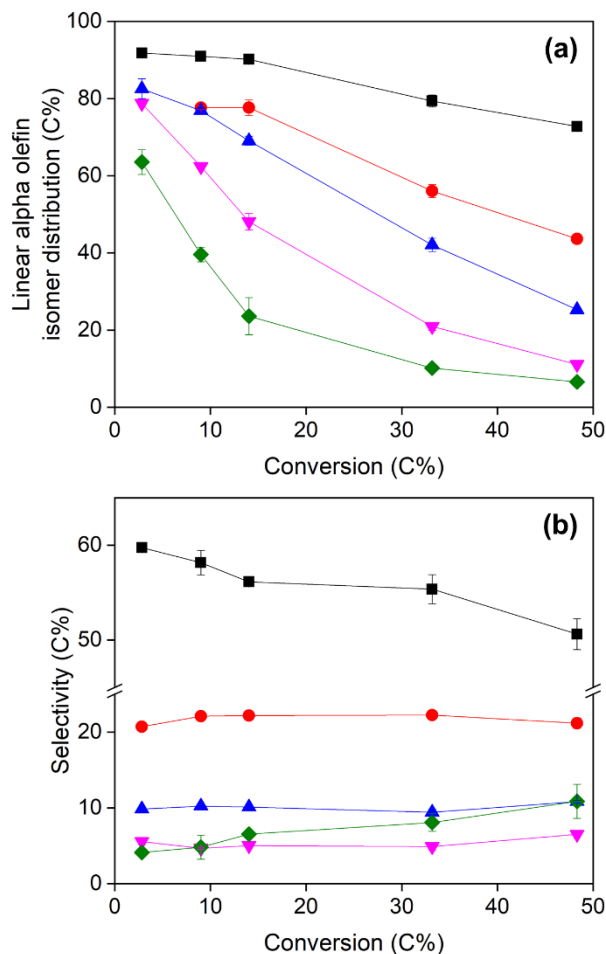 (a)
100
80
60
40
20
0
Linear alpha olefin
isomer distribution (C%)
0 10 20 30 40 50
Conversion (C%)
(b)
60
50
20
10
0
Selectivity (C%)
0 10 20 30 40 50
Conversion (C%)